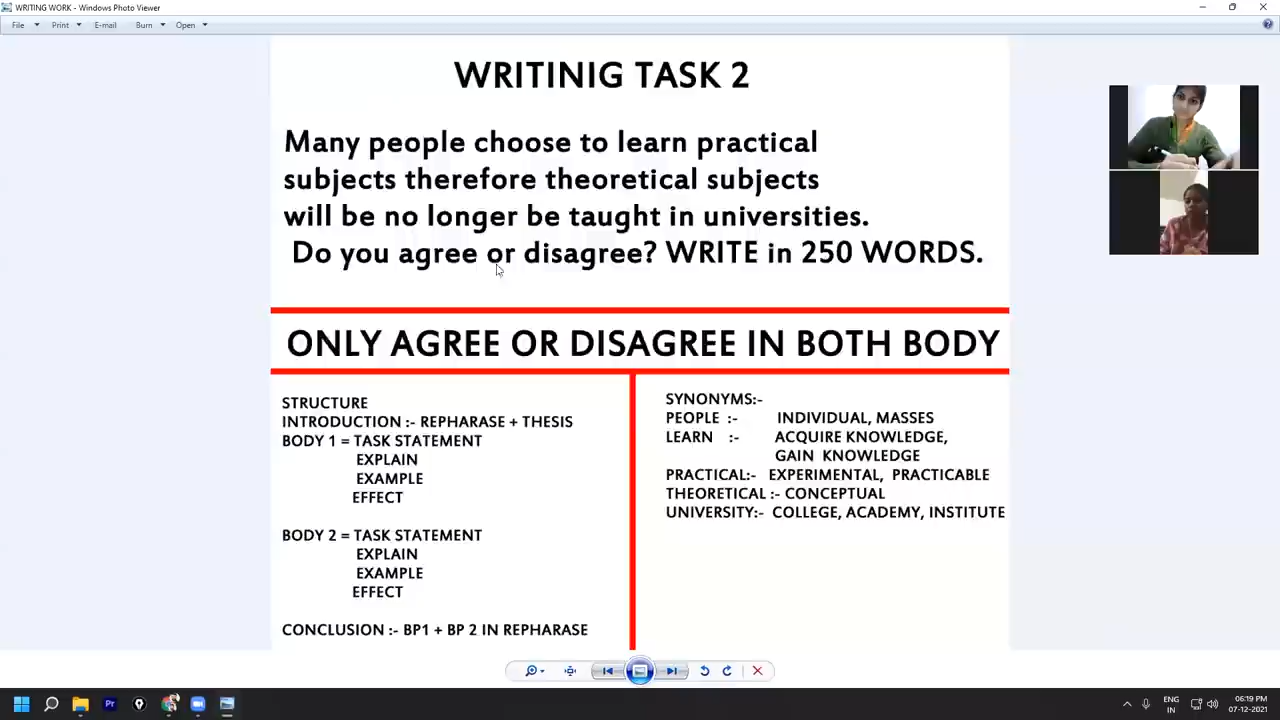 WRITING WORK - Windows Photo Viewer
File Print E-mail Burn Open
WRITINIG TASK 2
Many people choose to learn practical
subjects therefore theoretical subjects
will be no longer be taught in universities.
Do you agree or disagree? WRITE in 250 WORDS.
ONLY AGREE OR DISAGREE IN BOTH BODY
STRUCTURE
INTRODUCTION :- REPHARASE + THESIS
BODY 1 = TASK STATEMENT
EXPLAIN
EXAMPLE
EFFECT
BODY 2 = TASK STATEMENT
EXPLAIN
EXAMPLE
EFFECT
CONCLUSION :- BP1 + BP 2 IN REPHARASE
SYNONYMS:-
PEOPLE :- INDIVIDUAL, MASSES
LEARN :- ACQUIRE KNOWLEDGE,
GAIN KNOWLEDGE
PRACTICAL:- EXPERIMENTAL, PRACTICABLE
THEORETICAL :- CONCEPTUAL
UNIVERSITY:- COLLEGE, ACADEMY, INSTITUTE
Pr
ENG
IN
06:19 PM
07-12-2021